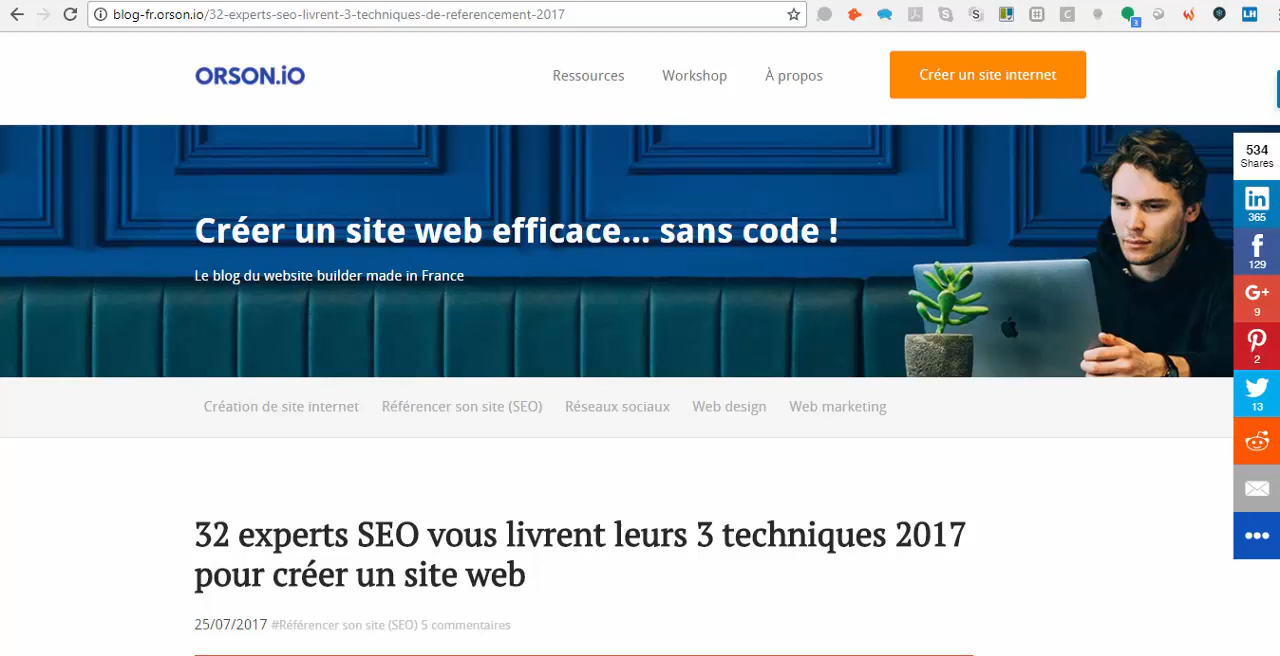 blog-fr.orson.io/32-experts-seo-livrent-3-techniques-de-referencement-2017
3
LH
ORSON.iO
Ressources
Workshop
À propos
Créer un site internet
534
Shares
365
129
G+
9
2
13
Créer un site web efficace... sans code !
Le blog du website builder made in France
Création de site internet
Référencer son site (SEO)
Réseaux sociaux
Web design
Web marketing
32 experts SEO vous livrent leurs 3 techniques 2017
pour créer un site web
25/07/2017 #Référencer son site (SEO) 5 commentaires